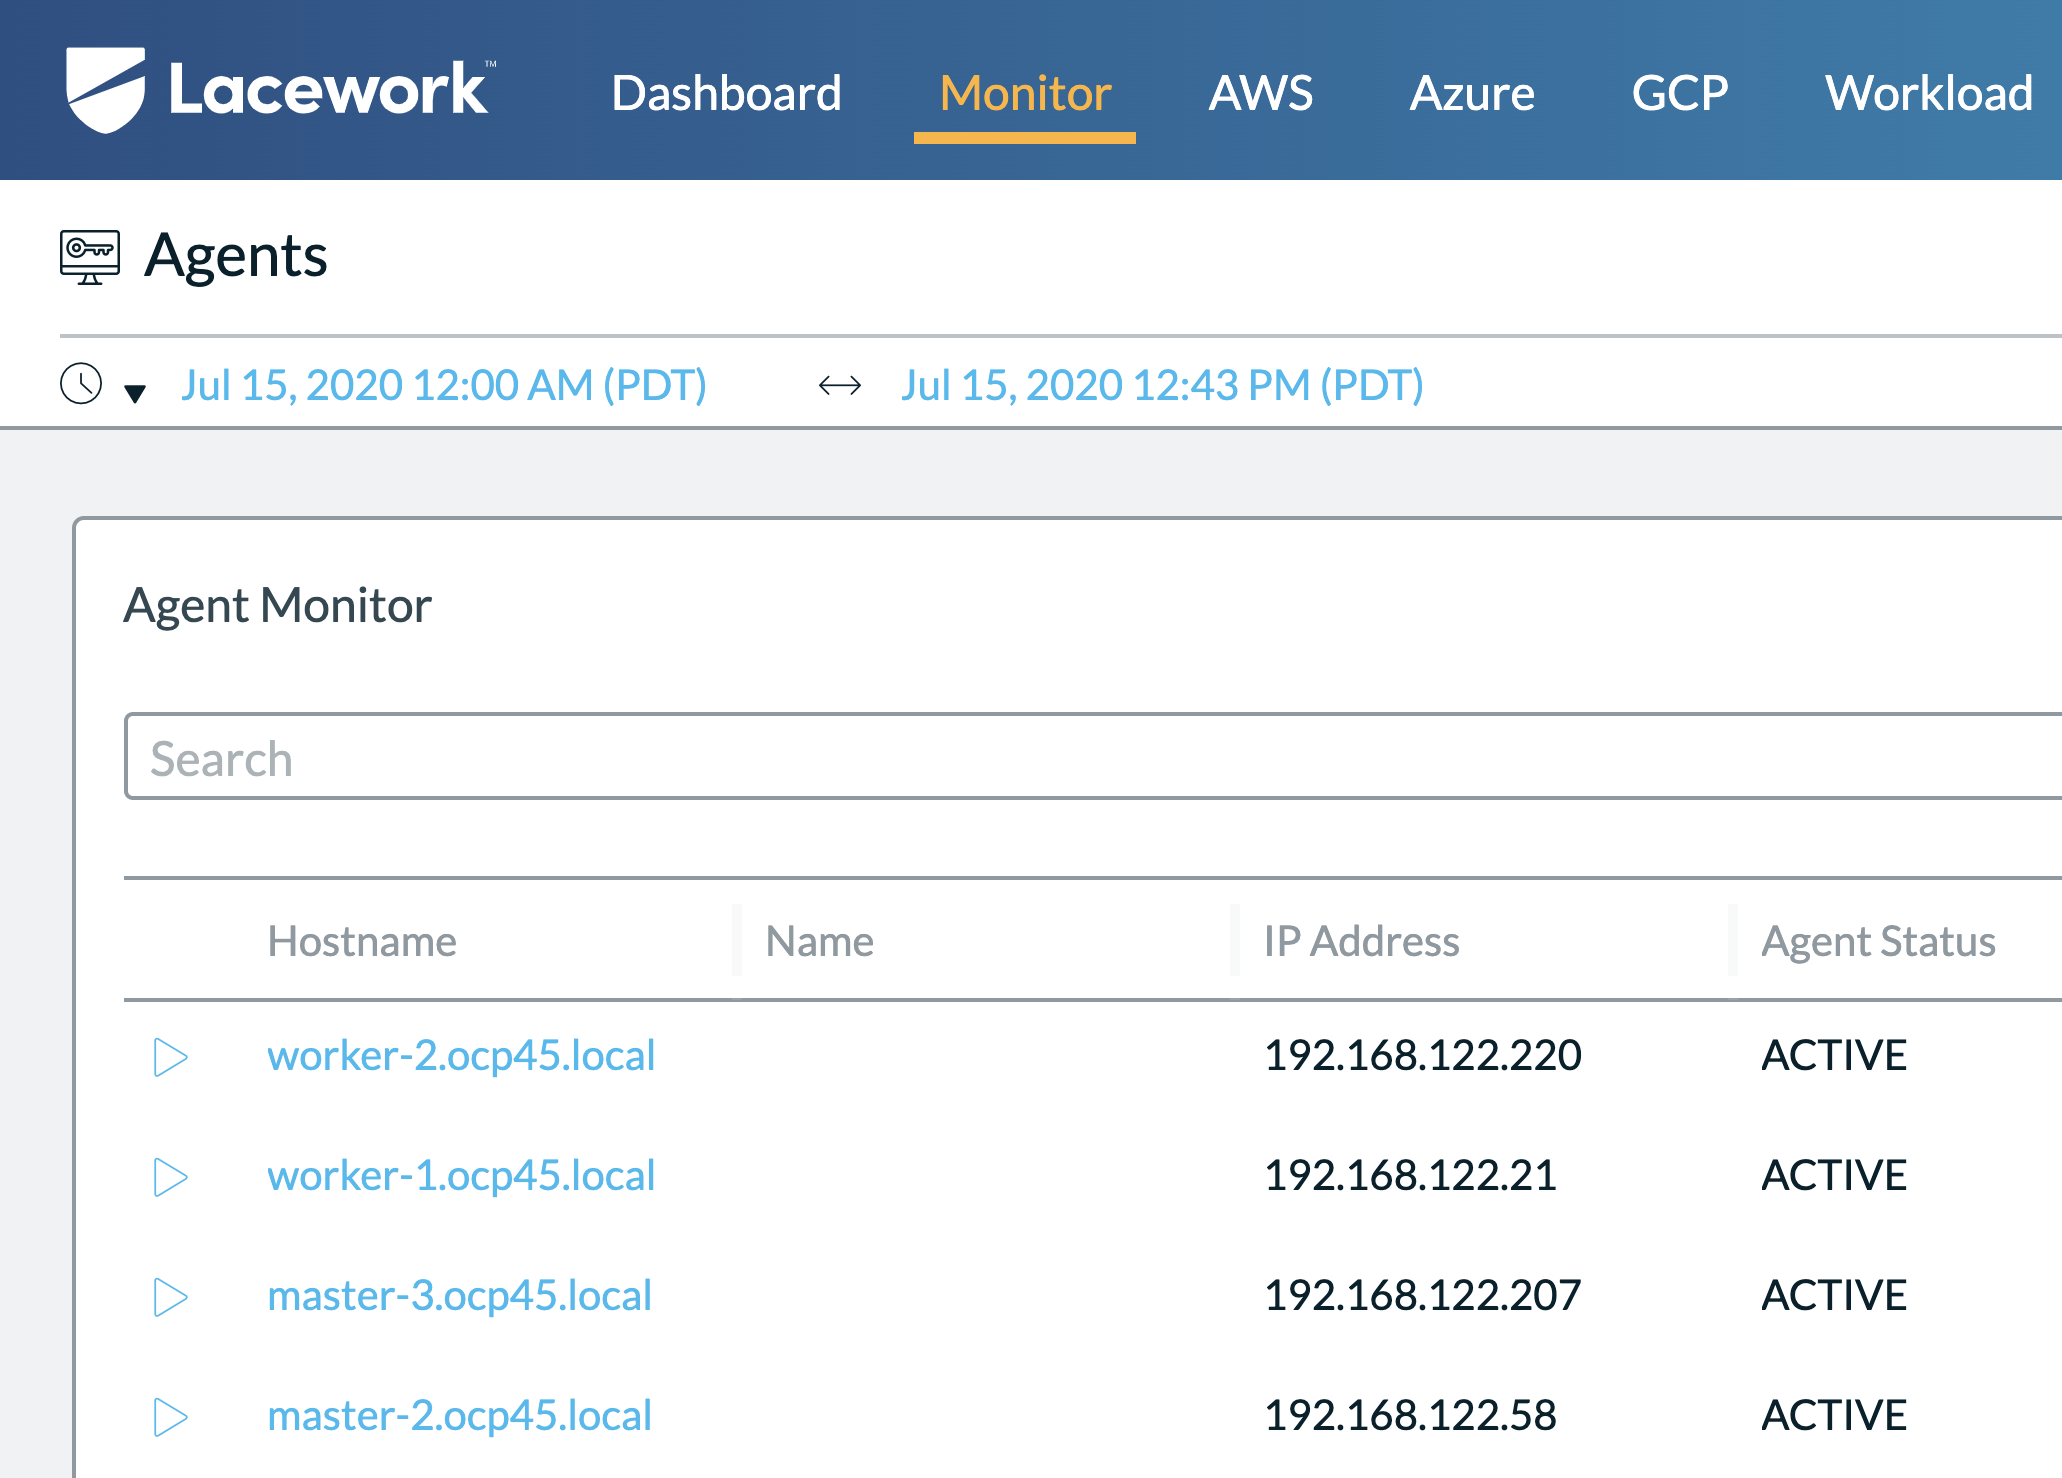 Lacework™ Dashboard Monitor AWS Azure GCP Workload
Agents
Jul 15, 2020 12:00 AM (PDT) Jul 15, 2020 12:43 PM (PDT)
Agent Monitor
Search
Hostname Name IP Address Agent Status
worker-2.ocp45.local 192.168.122.220 ACTIVE
worker-1.ocp45.local 192.168.122.21 ACTIVE
master-3.ocp45.local 192.168.122.207 ACTIVE
master-2.ocp45.local 192.168.122.58 ACTIVE